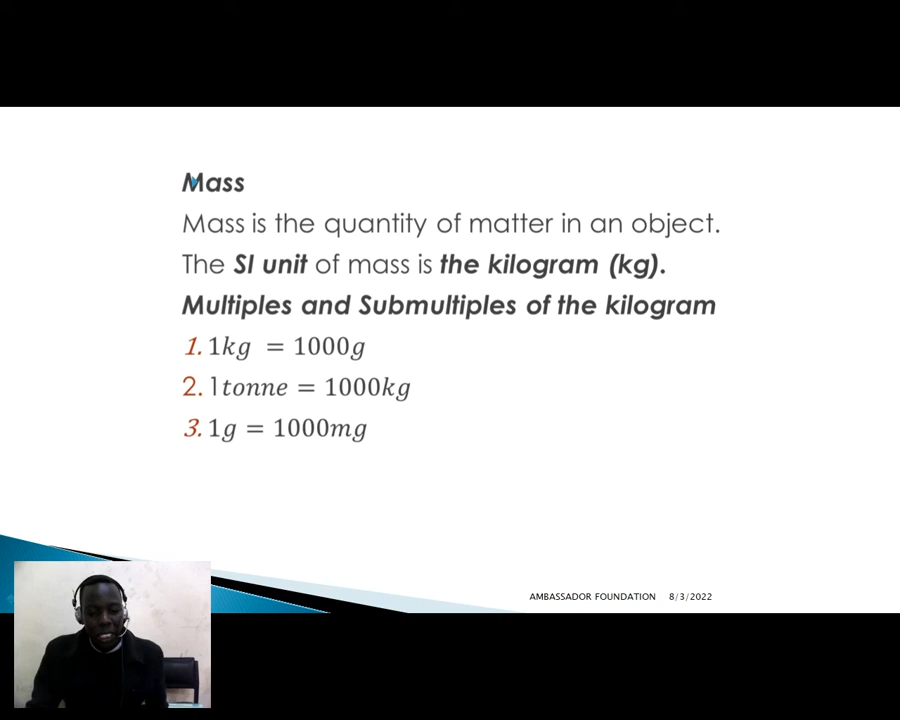 Mass
Mass is the quantity of matter in an object.
The SI unit of mass is the kilogram (kg).
Multiples and Submultiples of the kilogram
1. 1kg = 1000g
2. 1tonne = 1000kg
3. 1g = 1000mg
AMBASSADOR FOUNDATION 8/3/2022